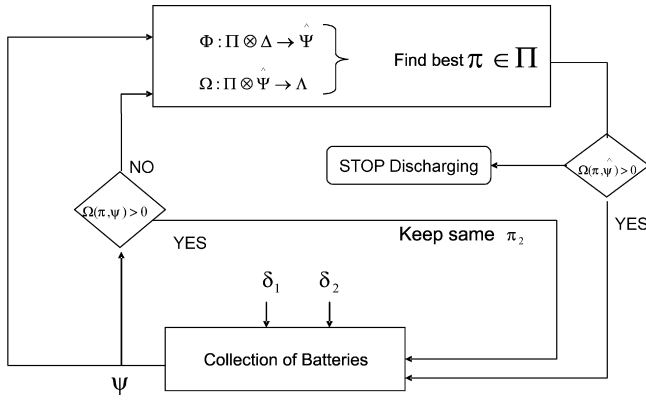 Φ : Π ⊗ Δ → Ψ̂
Ω : Π ⊗ Ψ̂ → Λ
Find best π ∈ Π
NO
STOP Discharging
Ω(π,ψ̂) > 0
Ω(π,ψ) > 0
YES
YES
Keep same π₂
δ₁
δ₂
Collection of Batteries
ψ